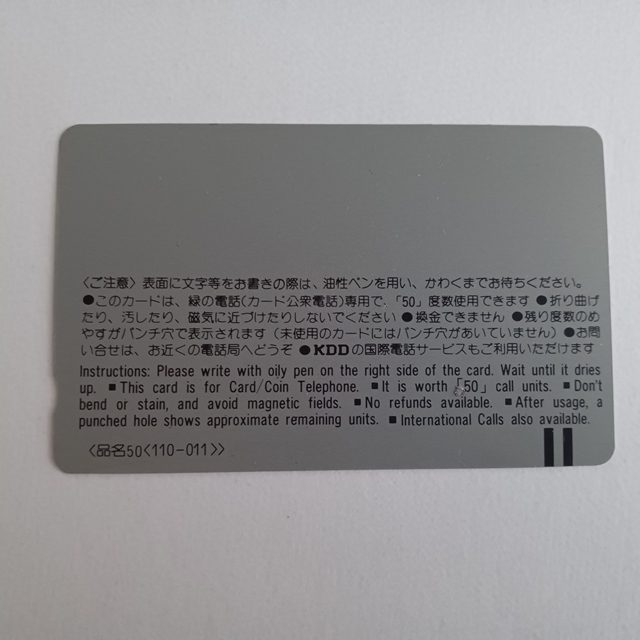 〈ご注意〉表面に文字等をお書きの際は、油性ペンを用い、かわくまでお待ちください。
●このカードは、緑の電話(カード公衆電話)専用で「50」度数使用できます ●折り曲げ
たり、汚したり、磁気に近づけたりしないでください ●換金できません ●残り度数のめ
やすがパンチ穴で表示されます（未使用のカードにはパンチ穴があいていません）●お問
い合せは、お近くの電話局へどうぞ ●KDDの国際電話サービスもご利用いただけます
Instructions: Please write with oily pen on the right side of the card. Wait until it dries
up. ■ This card is for Card/Coin Telephone. ■ It is worth「50」call units. ■ Don't
bend or stain, and avoid magnetic fields. ■ No refunds available. ■ After usage, a
punched hole shows approximate remaining units. ■ International Calls also available.
〈品名50〈110-011〉〉